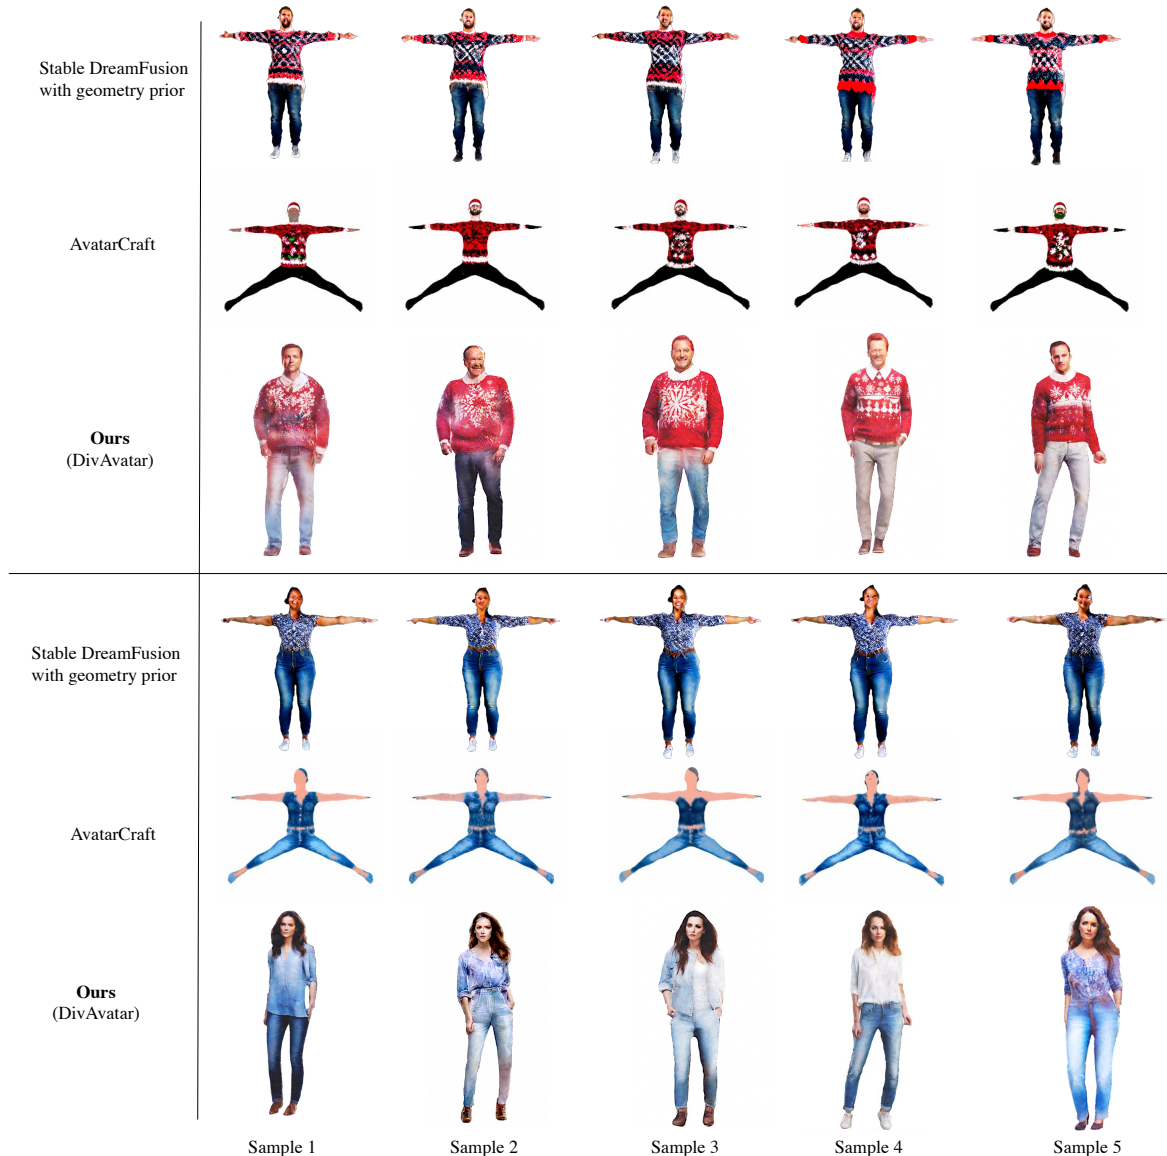 Stable DreamFusion
with geometry prior
AvatarCraft
Ours
(DivAvatar)
Stable DreamFusion
with geometry prior
AvatarCraft
Ours
(DivAvatar)
Sample 1
Sample 2
Sample 3
Sample 4
Sample 5